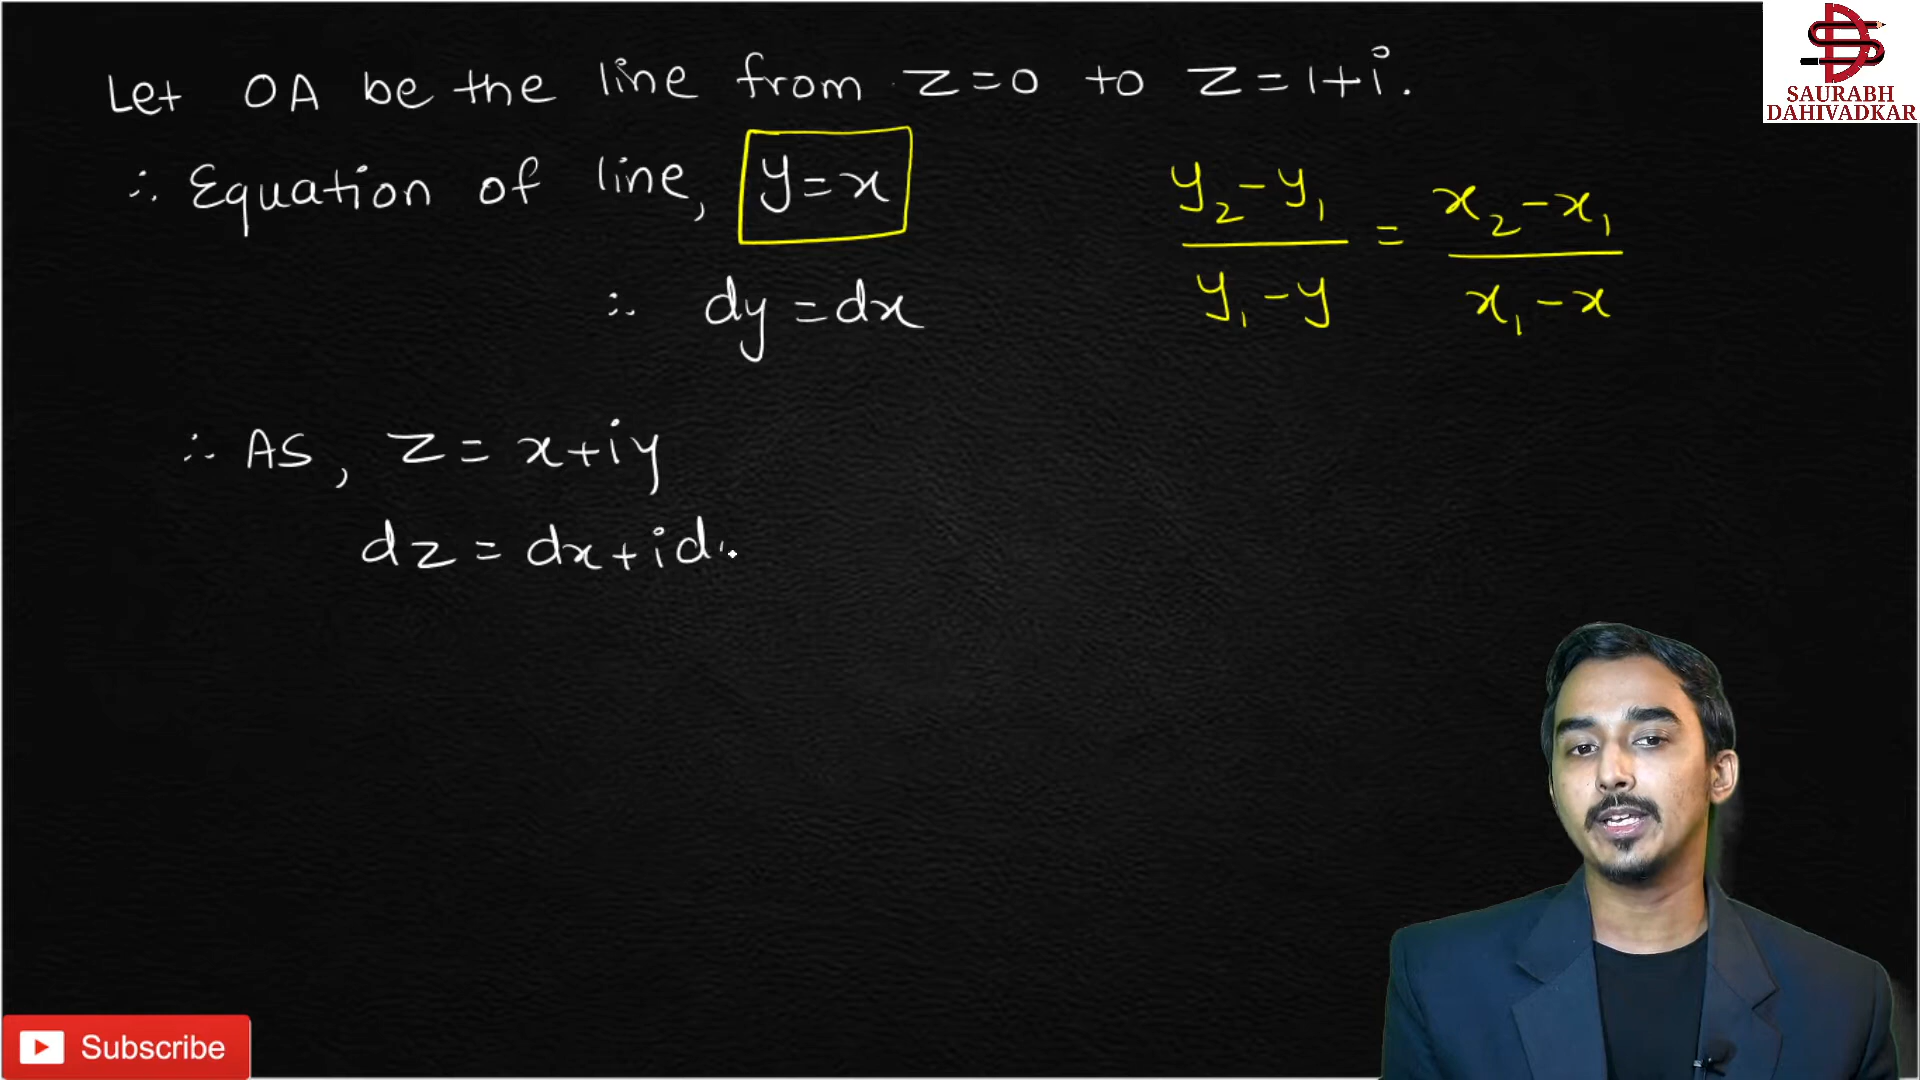 Let OA be the line from z=0 to z=1+i.
∴ Equation of line, y=x
y₂-y₁ / y₁-y = x₂-x₁ / x₁-x
∴ dy=dx
∴ As, z= x+iy
dz= dx+id
SAURABH
DAHIVADKAR
Subscribe